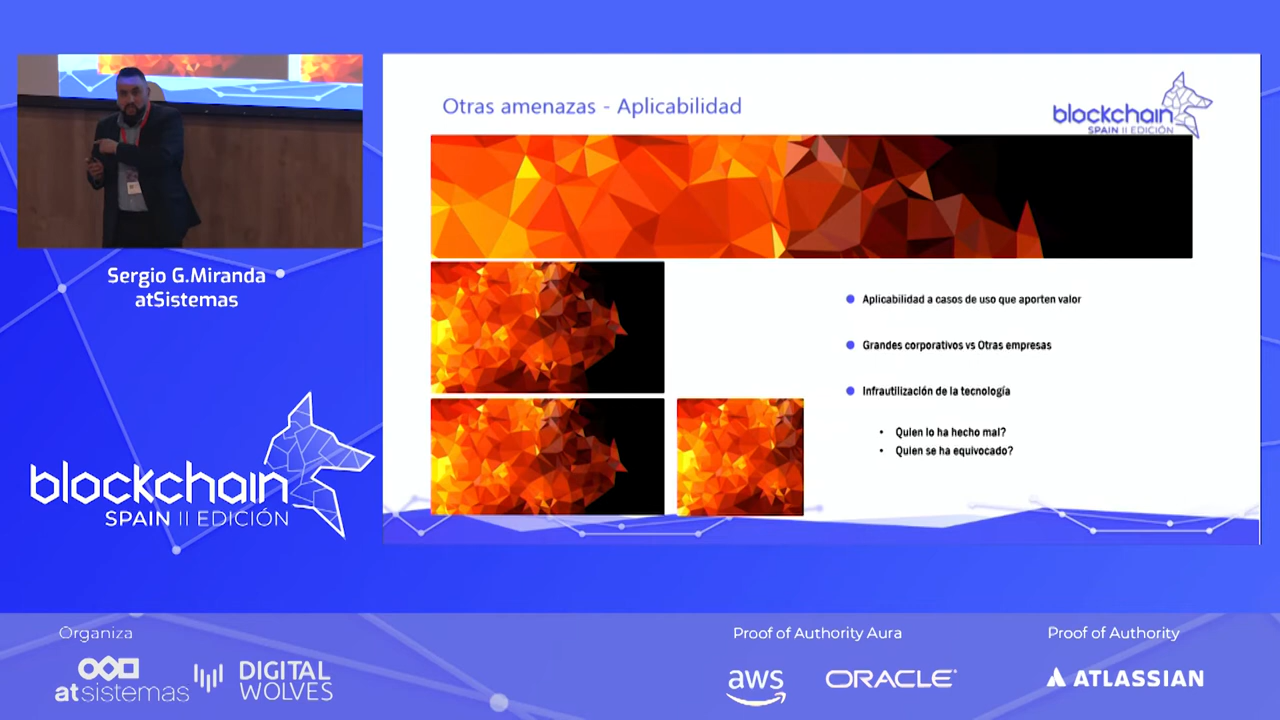 Otras amenazas - Aplicabilidad
blockchain
SPAIN II EDICIÓN
Sergio G.Miranda
atSistemas
Aplicabilidad a casos de uso que aporten valor
Grandes corporativos vs Otras empresas
Infrautilización de la tecnología
Quien lo ha hecho mal?
Quien se ha equivocado?
blockchain
SPAIN II EDICIÓN
Organiza
atsistemas
DIGITAL
WOLVES
Proof of Authority Aura
aws
ORACLE
Proof of Authority
ATLASSIAN